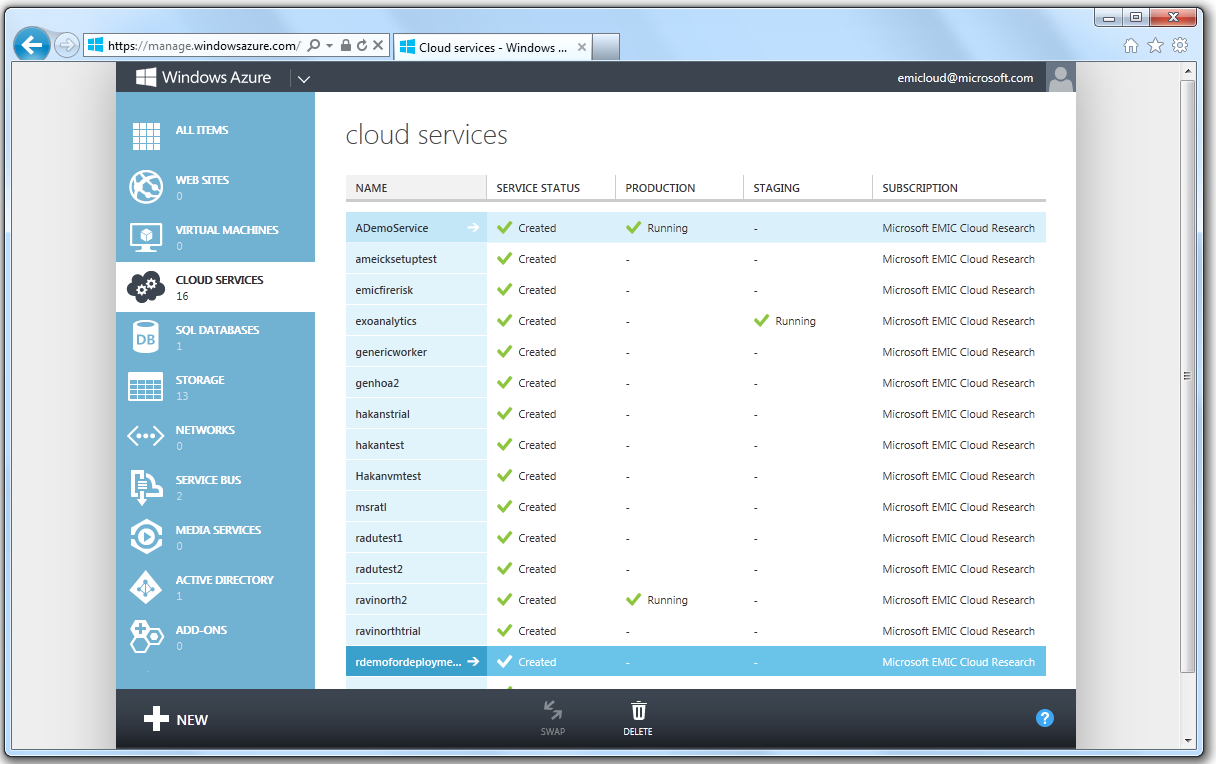 https://manage.windowsazure.com/
Cloud services - Windows ...
Windows Azure
emicloud@microsoft.com
ALL ITEMS
WEB SITES
0
VIRTUAL MACHINES
0
CLOUD SERVICES
16
SQL DATABASES
1
DB
STORAGE
13
NETWORKS
0
SERVICE BUS
2
MEDIA SERVICES
0
ACTIVE DIRECTORY
1
ADD-ONS
0
cloud services
NAME SERVICE STATUS PRODUCTION STAGING SUBSCRIPTION
ADemoService Created Running - Microsoft EMIC Cloud Research
ameicksetuptest Created - - Microsoft EMIC Cloud Research
emicfirerisk Created - - Microsoft EMIC Cloud Research
exoanalytics Created - Running Microsoft EMIC Cloud Research
genericworker Created - - Microsoft EMIC Cloud Research
genhoa2 Created - - Microsoft EMIC Cloud Research
hakanstrial Created - - Microsoft EMIC Cloud Research
hakantest Created - - Microsoft EMIC Cloud Research
Hakanvmtest Created - - Microsoft EMIC Cloud Research
msratl Created - - Microsoft EMIC Cloud Research
radutest1 Created - - Microsoft EMIC Cloud Research
radutest2 Created - - Microsoft EMIC Cloud Research
ravinorth2 Created Running - Microsoft EMIC Cloud Research
ravinorthtrial Created - - Microsoft EMIC Cloud Research
rdemofordeployme... Created - - Microsoft EMIC Cloud Research
NEW
SWAP
DELETE
?